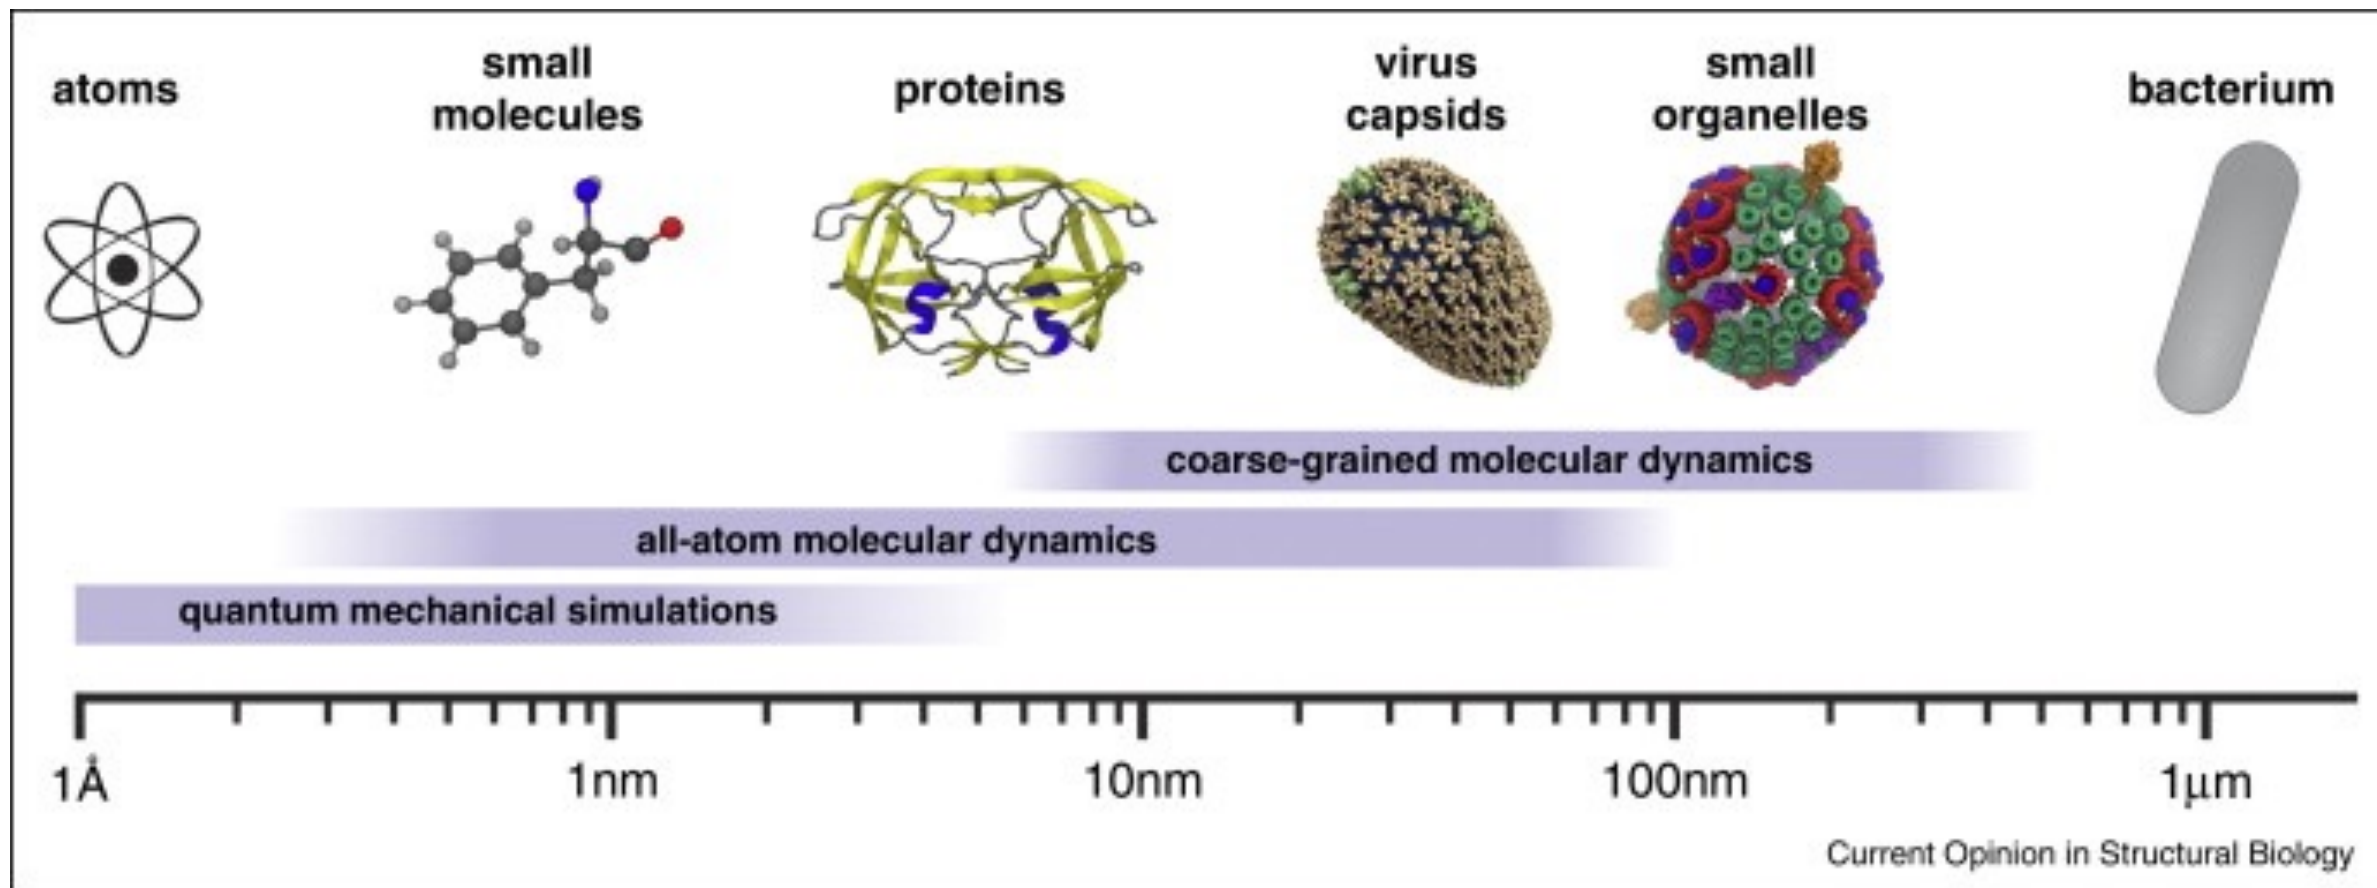 atoms
small
molecules
proteins
virus
capsids
small
organelles
bacterium
coarse-grained molecular dynamics
all-atom molecular dynamics
quantum mechanical simulations
1Å
1nm
10nm
100nm
1μm
Current Opinion in Structural Biology